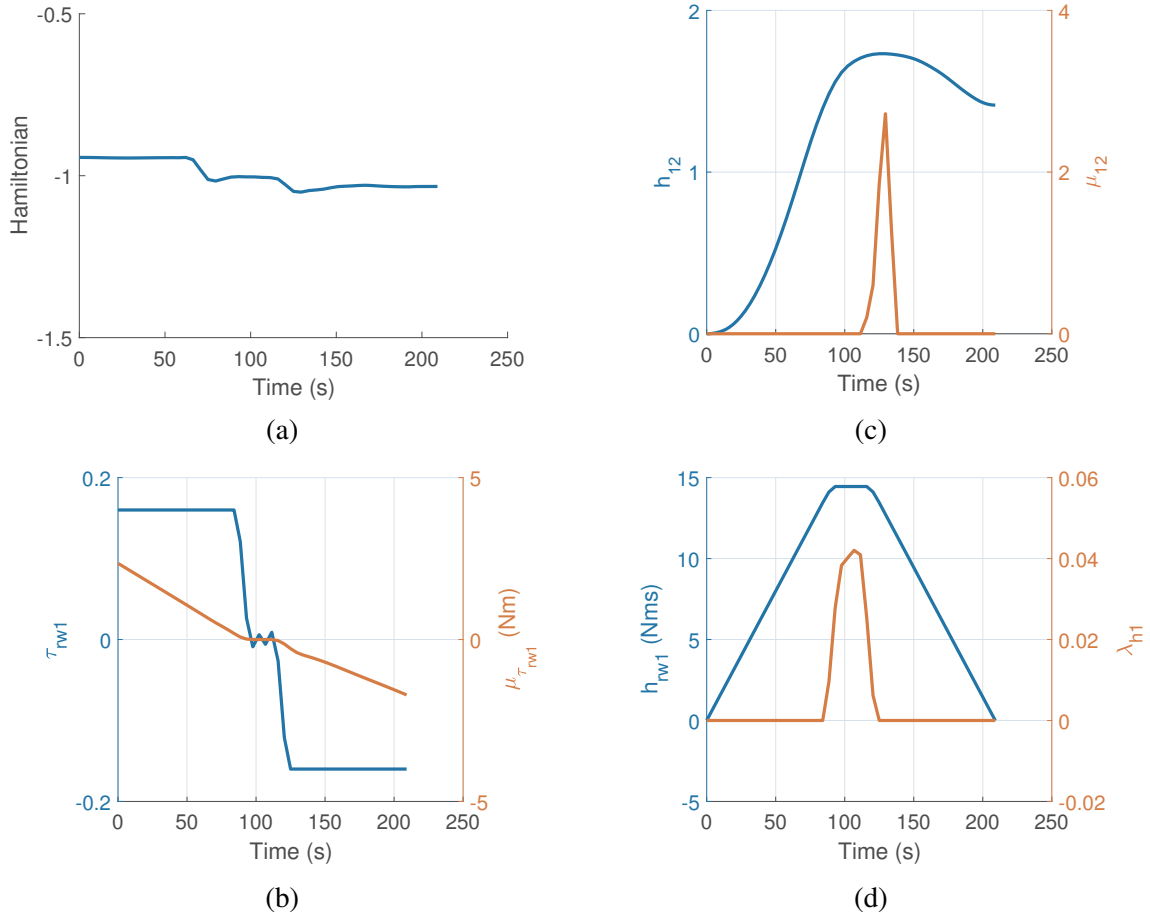 -0.5
-1
-1.5
Hamiltonian
0 50 100 150 200 250
Time (s)
(a)
2
1
0
h12
4
2
0
μ12
0 50 100 150 200 250
Time (s)
(c)
0.2
0
-0.2
τrw1
5
0
-5
μτrw1 (Nm)
0 50 100 150 200 250
Time (s)
(b)
15
10
5
0
-5
hrw1 (Nms)
0.06
0.04
0.02
0
-0.02
λh1
0 50 100 150 200 250
Time (s)
(d)